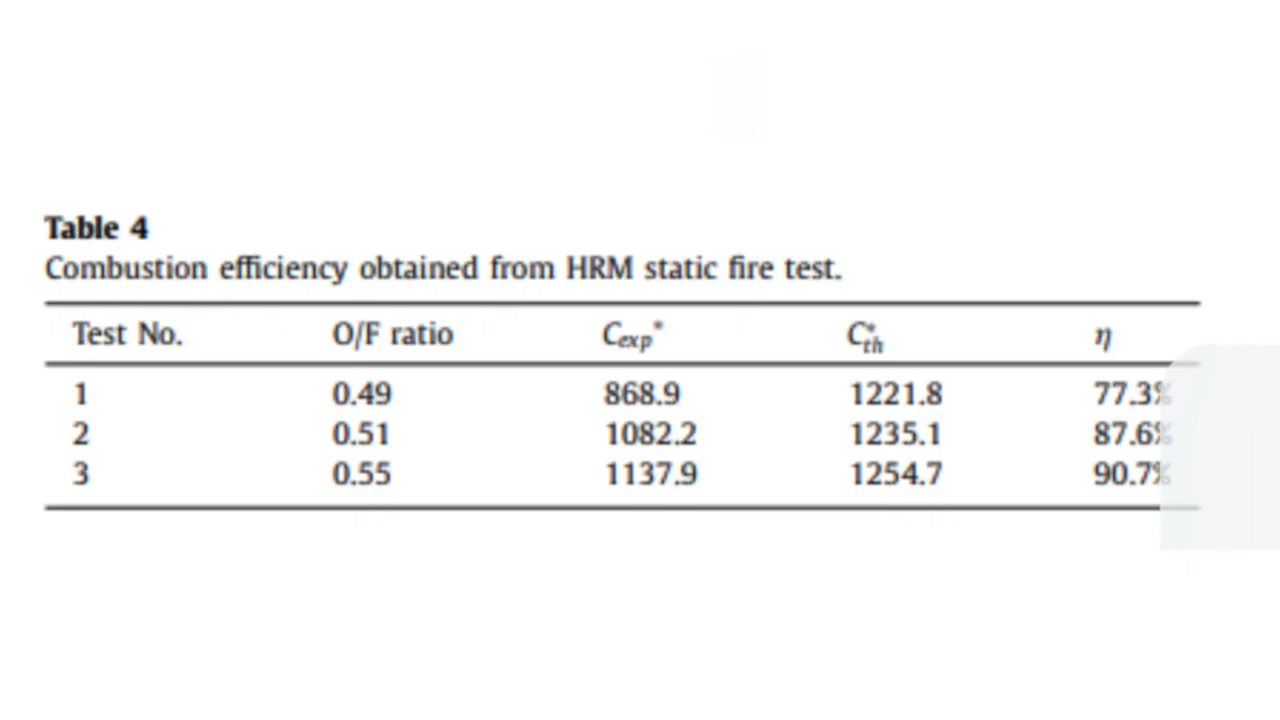 Table 4
Combustion efficiency obtained from HRM static fire test.
Test No. O/F ratio Cexp* C*th η
1 0.49 868.9 1221.8 77.3%
2 0.51 1082.2 1235.1 87.6%
3 0.55 1137.9 1254.7 90.7%